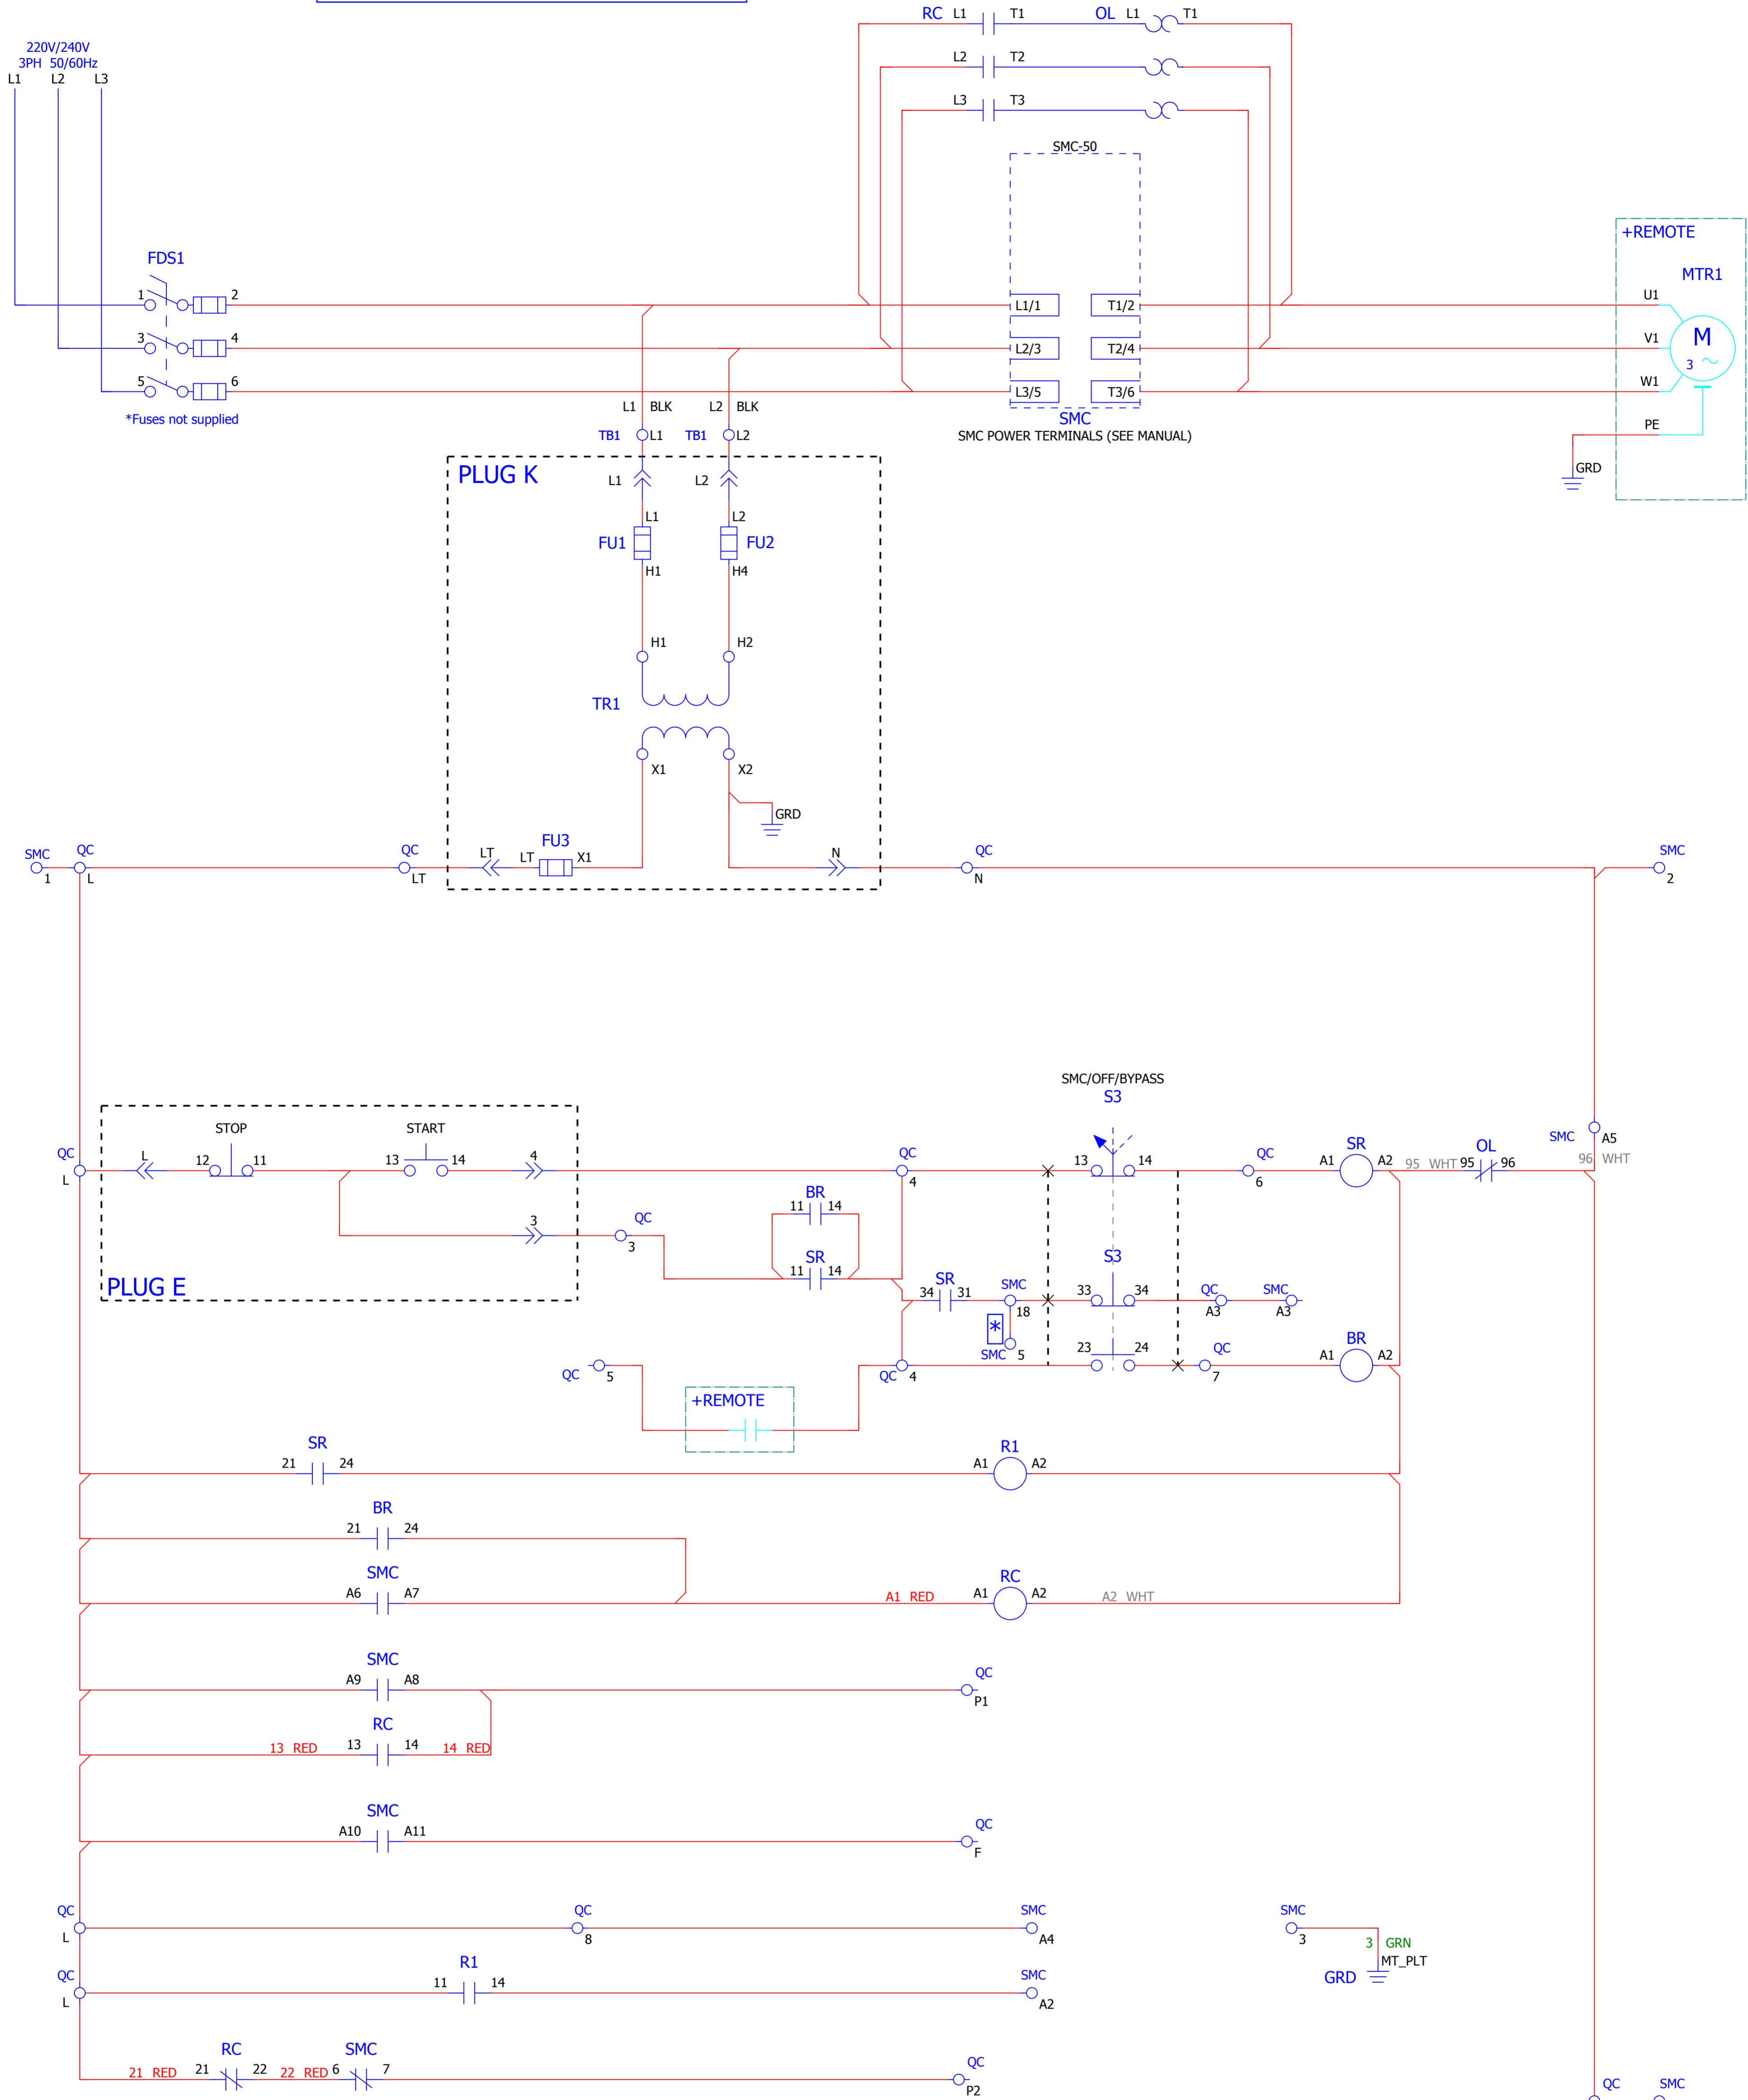 RC L1 T1 OL L1 T1
220V/240V
3PH 50/60Hz
L1 L2 L3
L2 T2
L3 T3
SMC-50
+REMOTE
MTR1
FDS1
1 2 L1/1 T1/2 U1
3 4 L2/3 T2/4 V1 M
3
5 6 L3/5 T3/6 W1
*Fuses not supplied
L1 BLK L2 BLK
SMC
PE
TB1 L1 TB1 L2
SMC POWER TERMINALS (SEE MANUAL)
GRD
PLUG K
L1 L2
L1 L2
FU1 FU2
H1 H4
H1 H2
TR1
X1 X2
GRD
SMC QC QC FU3 QC SMC
LT LT X1 N
1 L LT N 2
SMC/OFF/BYPASS
S3
STOP START
SMC A5
QC L 12 11 13 14 4 QC 13 14 QC SR A1 A2 95 WHT 95 OL 96 96 WHT
L 4 6
BR
11 14
3 QC
3
SR
11 14
S3
PLUG E
SR
34 31 SMC 33 34 QC SMC
18 A3 A3
*
SMC 5
23 24 QC BR A1 A2
QC 5 QC 4 7
+REMOTE
SR R1
21 24 A1 A2
BR
21 24
SMC RC
A6 A7 A1 RED A1 A2 A2 WHT
SMC QC
A9 A8 P1
RC
13 RED 13 14 14 RED
SMC QC
A10 A11 F
QC QC SMC SMC
L 8 A4 3
3 GRN
MT_PLT
GRD
QC R1 SMC
L 11 14 A2
RC SMC QC
21 RED 21 22 22 RED 6 7 P2
QC SMC